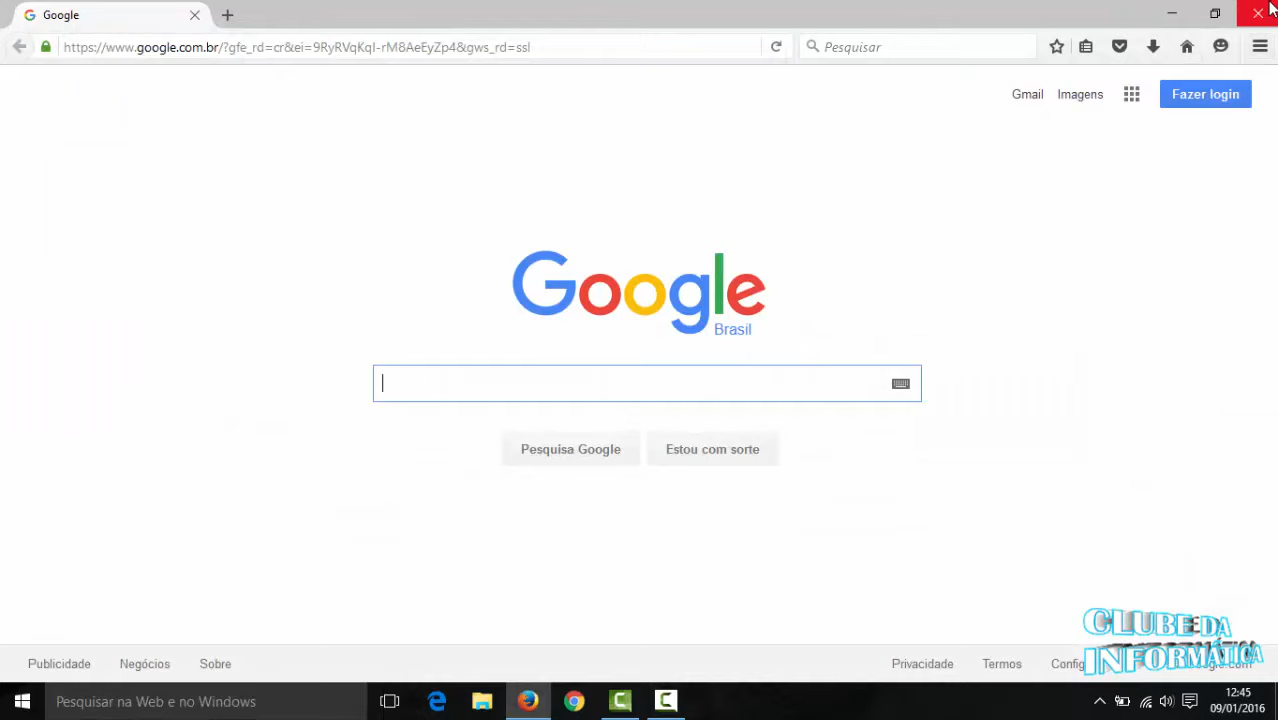 Google
https://www.google.com.br/?gfe_rd=cr&ei=9RyRVqKqI-rM8AeEyZp4&gws_rd=ssl
Pesquisar
Gmail Imagens Fazer login
Google
Brasil
Pesquisa Google Estou com sorte
CLUBE DA
INFORMÁTICA
Publicidade Negócios Sobre Privacidade Termos
Pesquisar na Web e no Windows
12:45
09/01/2016